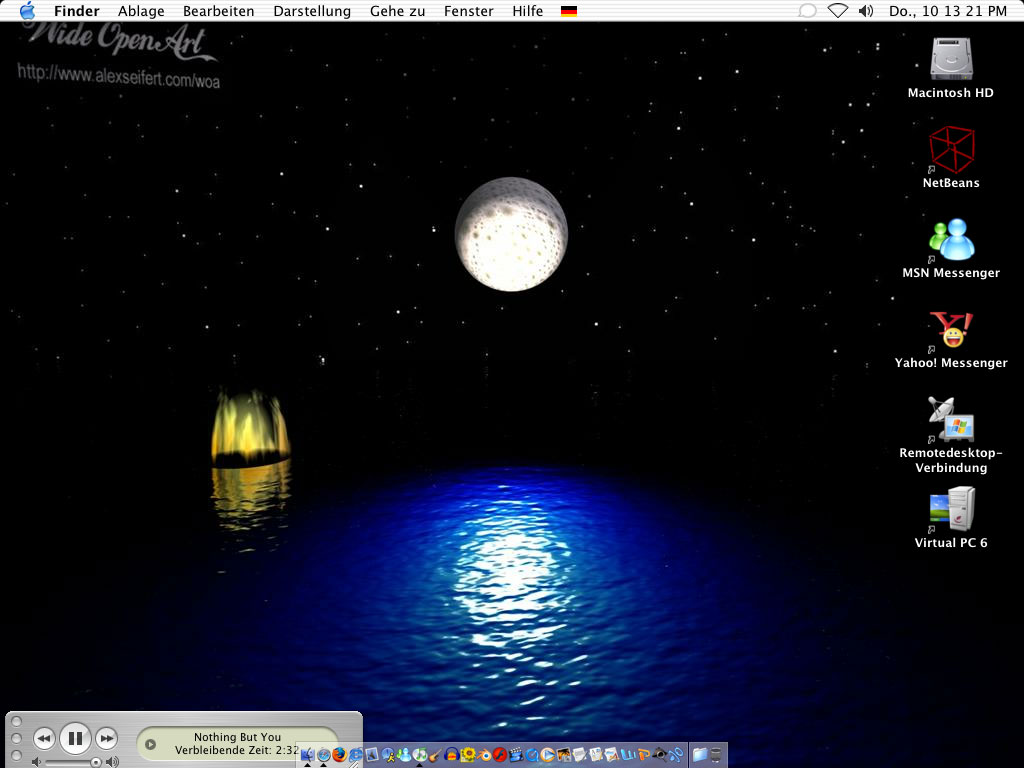 Finder Ablage Bearbeiten Darstellung Gehe zu Fenster Hilfe Do., 10 13 21 PM
Wide Open Art
http://www.alexseifert.com/woa
Macintosh HD
NetBeans
MSN Messenger
Yahoo! Messenger
Remotedesktop-
Verbindung
Virtual PC 6
Nothing But You
Verbleibende Zeit: 2:32